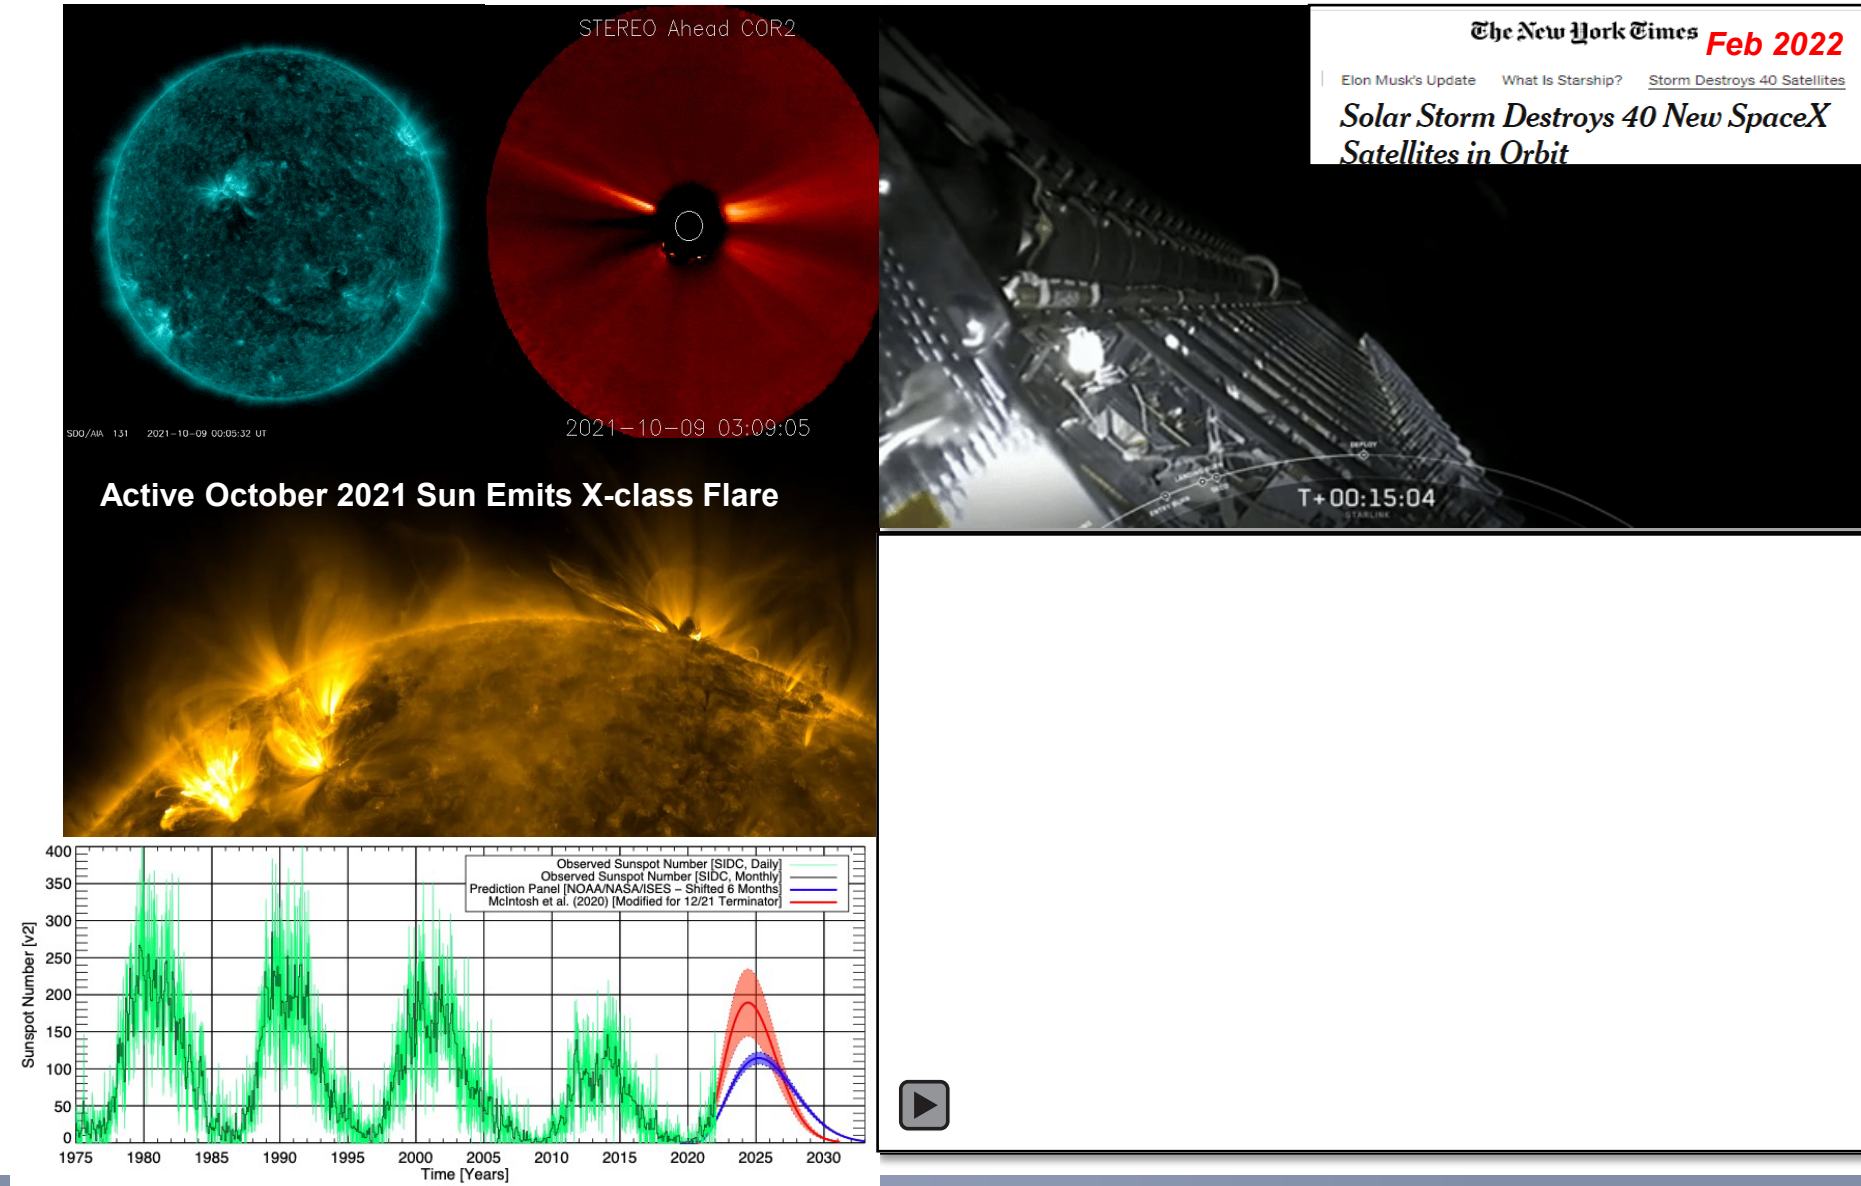 STEREO Ahead COR2
SDO/AIA 131 2021-10-09 00:05:32 UT
2021-10-09 03:09:05
The New York Times
Feb 2022
Elon Musk's Update What Is Starship? Storm Destroys 40 Satellites
Solar Storm Destroys 40 New SpaceX
Satellites in Orbit
DEPLOY
ENTRY BURN
T+00:15:04
STARLINK
Active October 2021 Sun Emits X-class Flare
Observed Sunspot Number [SIDC, Daily]
Observed Sunspot Number [SIDC, Monthly]
Prediction Panel [NOAA/NASA/ISES – Shifted 6 Months]
McIntosh et al. (2020) [Modified for 12/21 Terminator]
Sunspot Number [v2]
400
350
300
250
200
150
100
50
0
1975 1980 1985 1990 1995 2000 2005 2010 2015 2020 2025 2030
Time [Years]